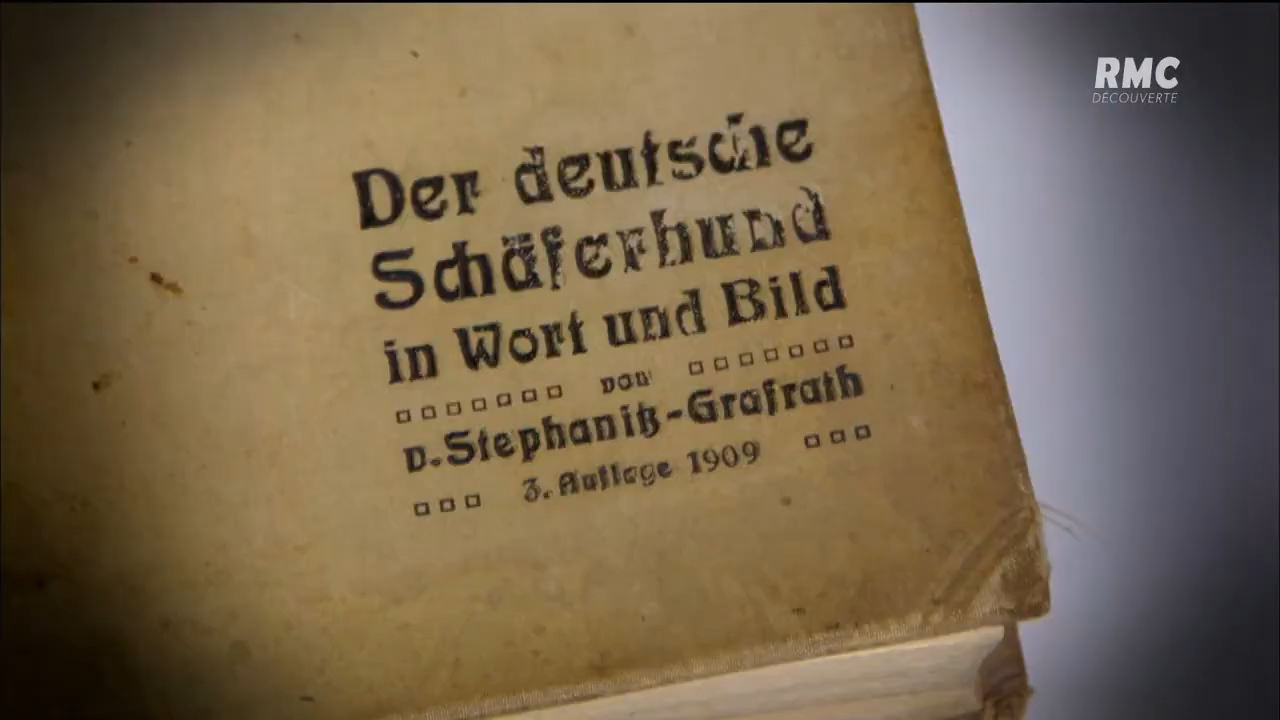 RMC
DÉCOUVERTE
Der deutsche
Schäferhund
in Wort und Bild
von
v. Stephanitz-Grafrath
3. Auflage 1909